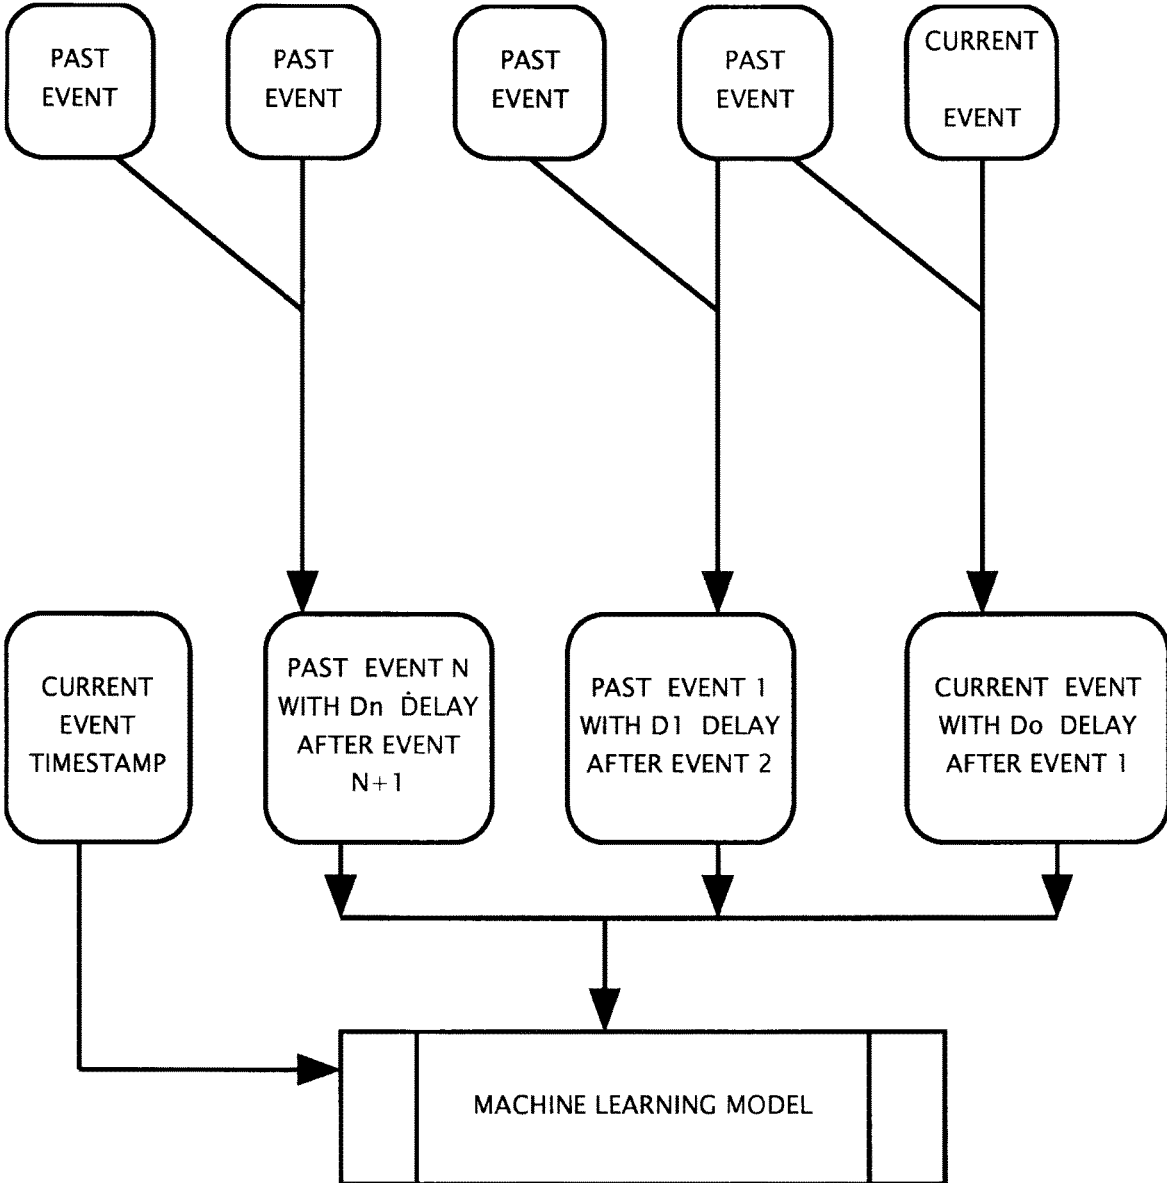 PAST
EVENT
PAST
EVENT
PAST
EVENT
PAST
EVENT
CURRENT
EVENT
CURRENT
EVENT
TIMESTAMP
PAST EVENT N
WITH Dn DELAY
AFTER EVENT
N+1
PAST EVENT 1
WITH D1 DELAY
AFTER EVENT 2
CURRENT EVENT
WITH Do DELAY
AFTER EVENT 1
MACHINE LEARNING MODEL